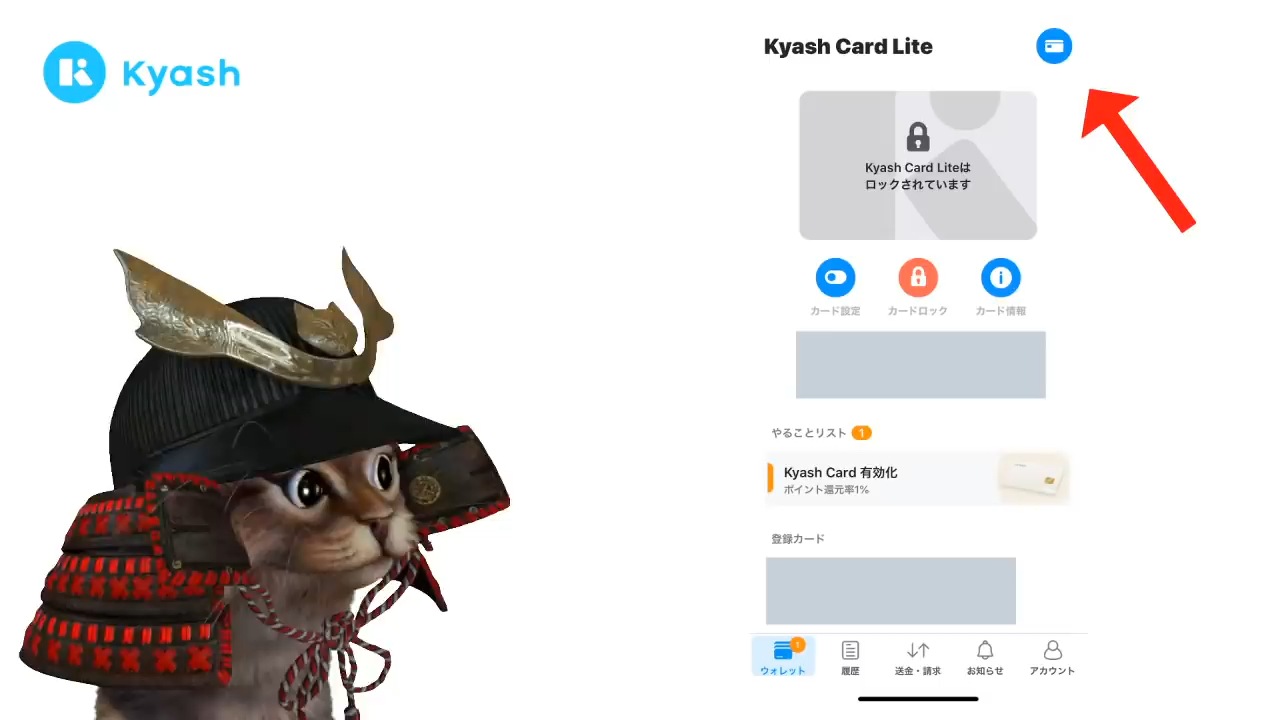 Kyash
Kyash Card Lite
Kyash Card Liteは
ロックされています
カード設定
カードロック
カード情報
やることリスト 1
Kyash Card 有効化
ポイント還元率1%
登録カード
1
ウォレット
履歴
送金・請求
お知らせ
アカウント